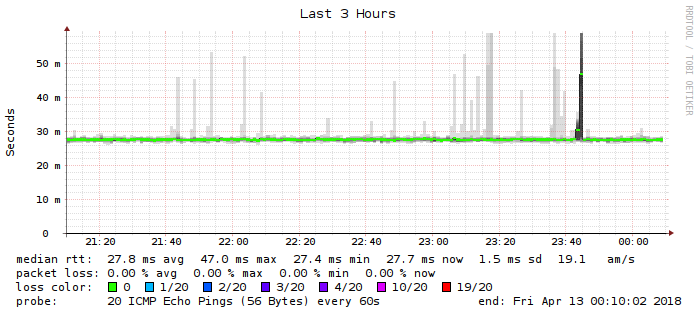 Last 3 Hours
RRDTOOL / TOBI OETIKER
Seconds
50 m
40 m
30 m
20 m
10 m
0
21:20 21:40 22:00 22:20 22:40 23:00 23:20 23:40 00:00
median rtt: 27.8 ms avg 47.0 ms max 27.4 ms min 27.7 ms now 1.5 ms sd 19.1 am/s
packet loss: 0.00 % avg 0.00 % max 0.00 % min 0.00 % now
loss color: 0 1/20 2/20 3/20 4/20 10/20 19/20
probe: 20 ICMP Echo Pings (56 Bytes) every 60s end: Fri Apr 13 00:10:02 2018